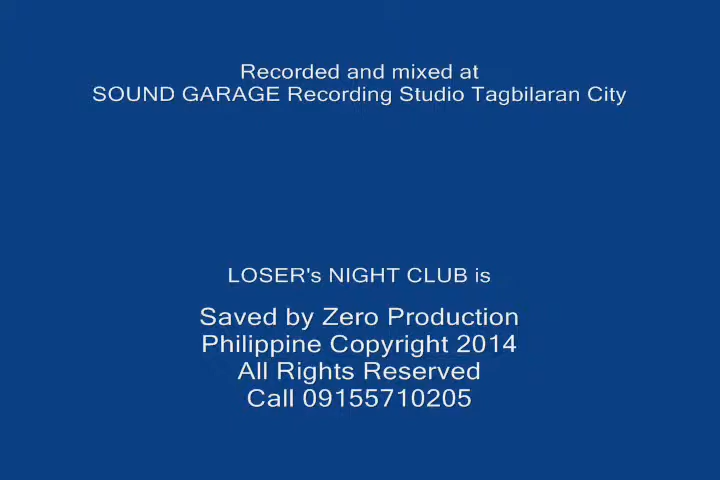 Recorded and mixed at
SOUND GARAGE Recording Studio Tagbilaran City
LOSER's NIGHT CLUB is
Saved by Zero Production
Philippine Copyright 2014
All Rights Reserved
Call 09155710205